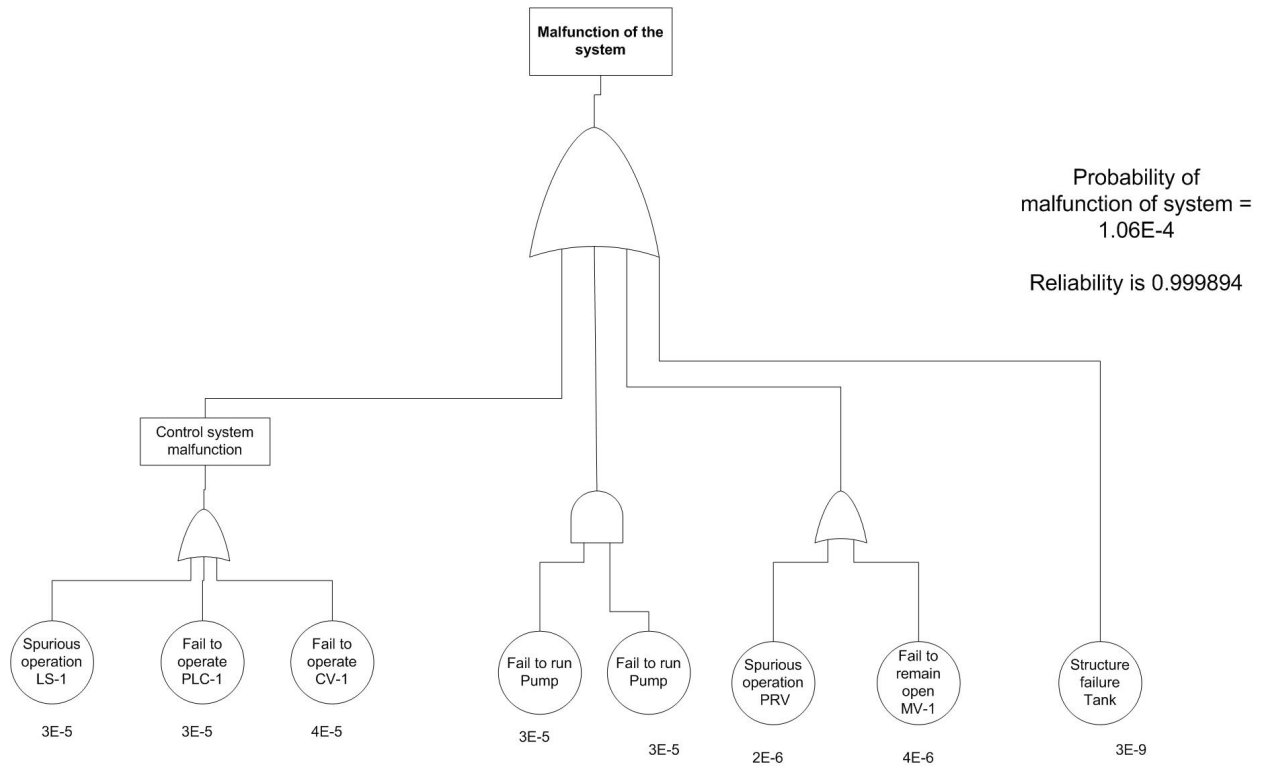 Malfunction of the
system
Probability of
malfunction of system =
1.06E-4
Reliability is 0.999894
Control system
malfunction
Spurious
operation
LS-1
Fail to
operate
PLC-1
Fail to
operate
CV-1
Fail to run
Pump
Fail to run
Pump
Spurious
operation
PRV
Fail to
remain
open
MV-1
Structure
failure
Tank
3E-5
3E-5
4E-5
3E-5
3E-5
2E-6
4E-6
3E-9